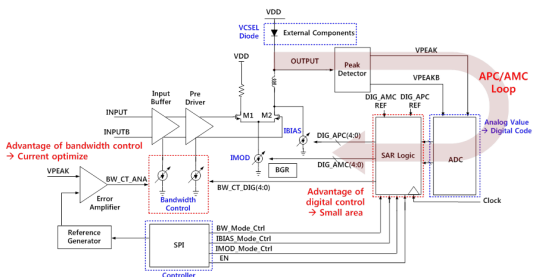 VDD
VCSEL
Diode
External Components
VDD
OUTPUT
Peak
Detector
VPEAK
VPEAKB
APC/AMC
Loop
Input
Buffer
Pre
Driver
M1
M2
DIG_AMC
REF
DIG_APC
REF
INPUT
INPUTB
IBIAS
DIG_APC(4:0)
Analog Value
→ Digital Code
Advantage of bandwidth control
→ Current optimize
IMOD
DIG_AMC(4:0)
SAR Logic
ADC
BGR
VPEAK
BW_CT_ANA
BW_CT_DIG(4:0)
Error
Amplifier
Bandwidth
Control
Advantage of
digital control
→ Small area
Clock
Reference
Generator
SPI
BW_Mode_Ctrl
IBIAS_Mode_Ctrl
IMOD_Mode_Ctrl
EN
Controller